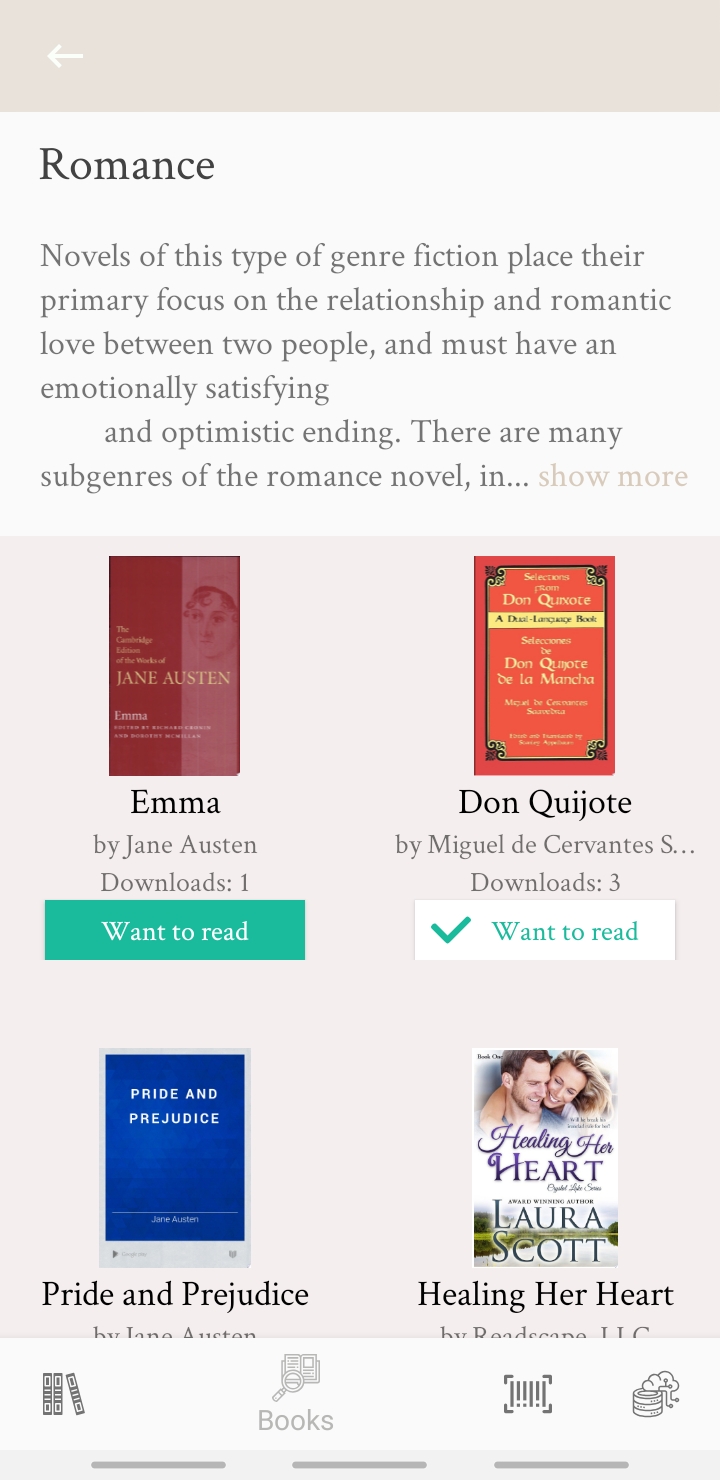 Romance
Novels of this type of genre fiction place their
primary focus on the relationship and romantic
love between two people, and must have an
emotionally satisfying
and optimistic ending. There are many
subgenres of the romance novel, in... show more
The
Cambridge
Edition
of the Works of
JANE AUSTEN
Emma
EDITED BY RICHARD CRONIN
AND DOROTHY MCMILLAN
Emma
by Jane Austen
Downloads: 1
Want to read
Selections
from
Don Quixote
A Dual-Language Book
Selecciones
de
Don Quijote
de la Mancha
Miguel de Cervantes
Saavedra
Edited and Translated by
Stanley Appelbaum
Don Quijote
by Miguel de Cervantes S...
Downloads: 3
Want to read
PRIDE AND
PREJUDICE
Jane Austen
Pride and Prejudice
by Jane Austen
Book One
Healing Her
HEART
Crystal Lake Series
AWARD WINNING AUTHOR
LAURA
SCOTT
Healing Her Heart
by Readscape, LLC
Books